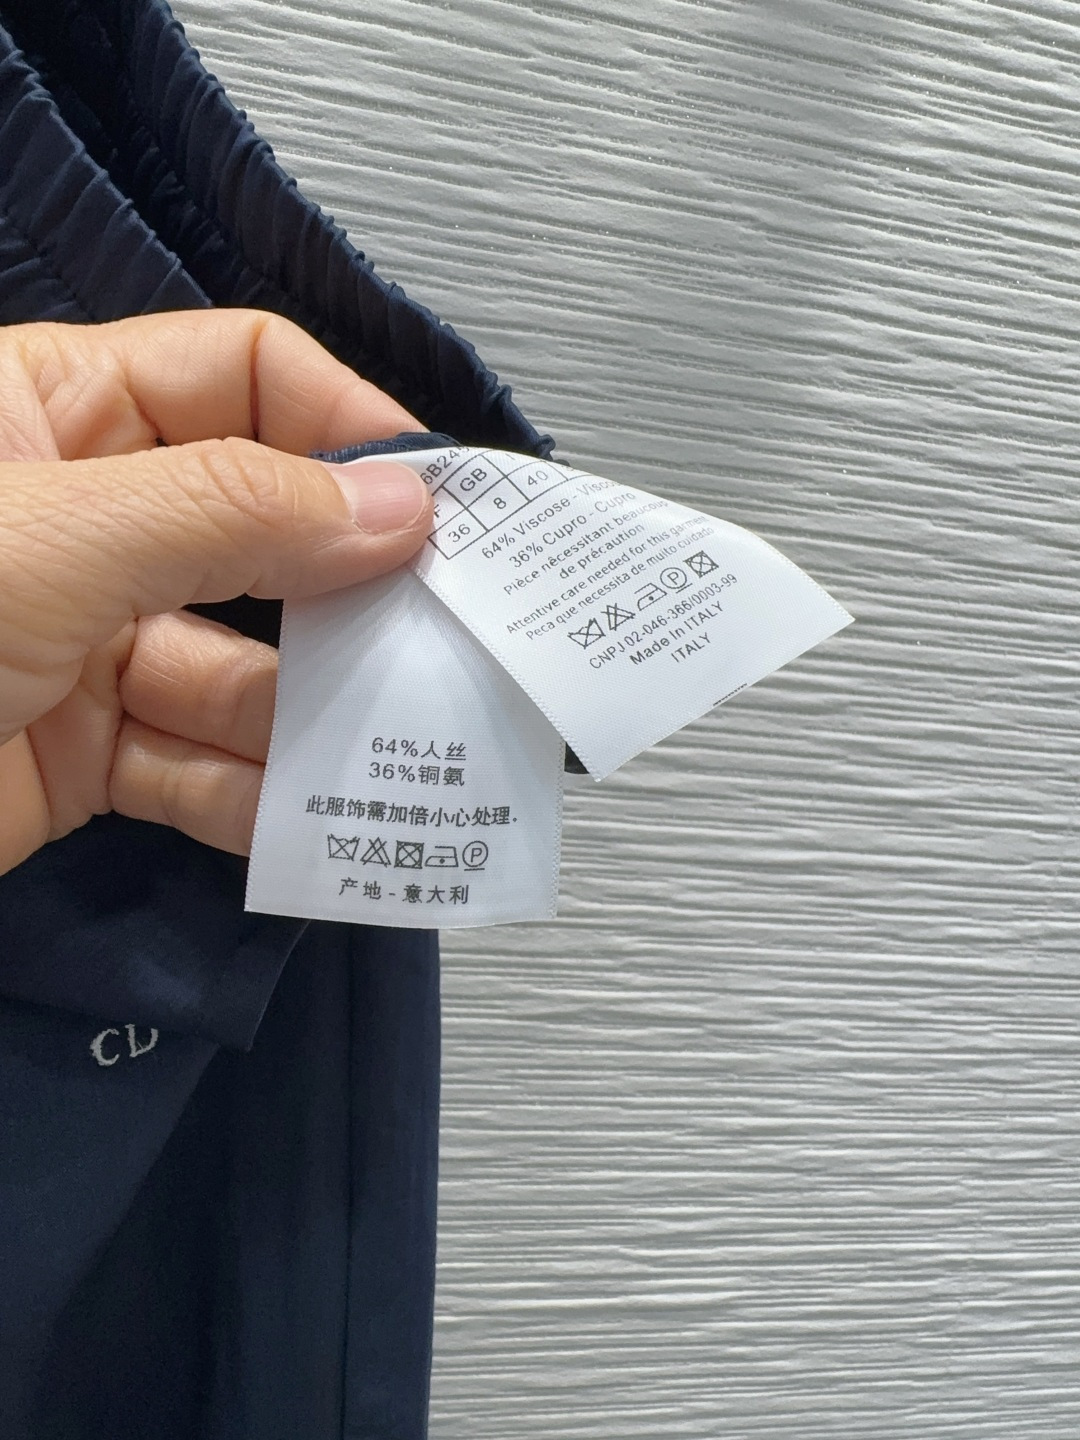 6B24
F GB I
36 8 40
64% Viscose - Visco
36% Cupro - Cupro
Pièce nécessitant beaucoup
de précaution
Attentive care needed for this garment
Peca que necessita de muito cuidado
P
CNPJ 02-046-366/0003-99
Made In ITALY
ITALY
64%人丝
36%铜氨
此服饰需加倍小心处理.
P
产地-意大利
CD